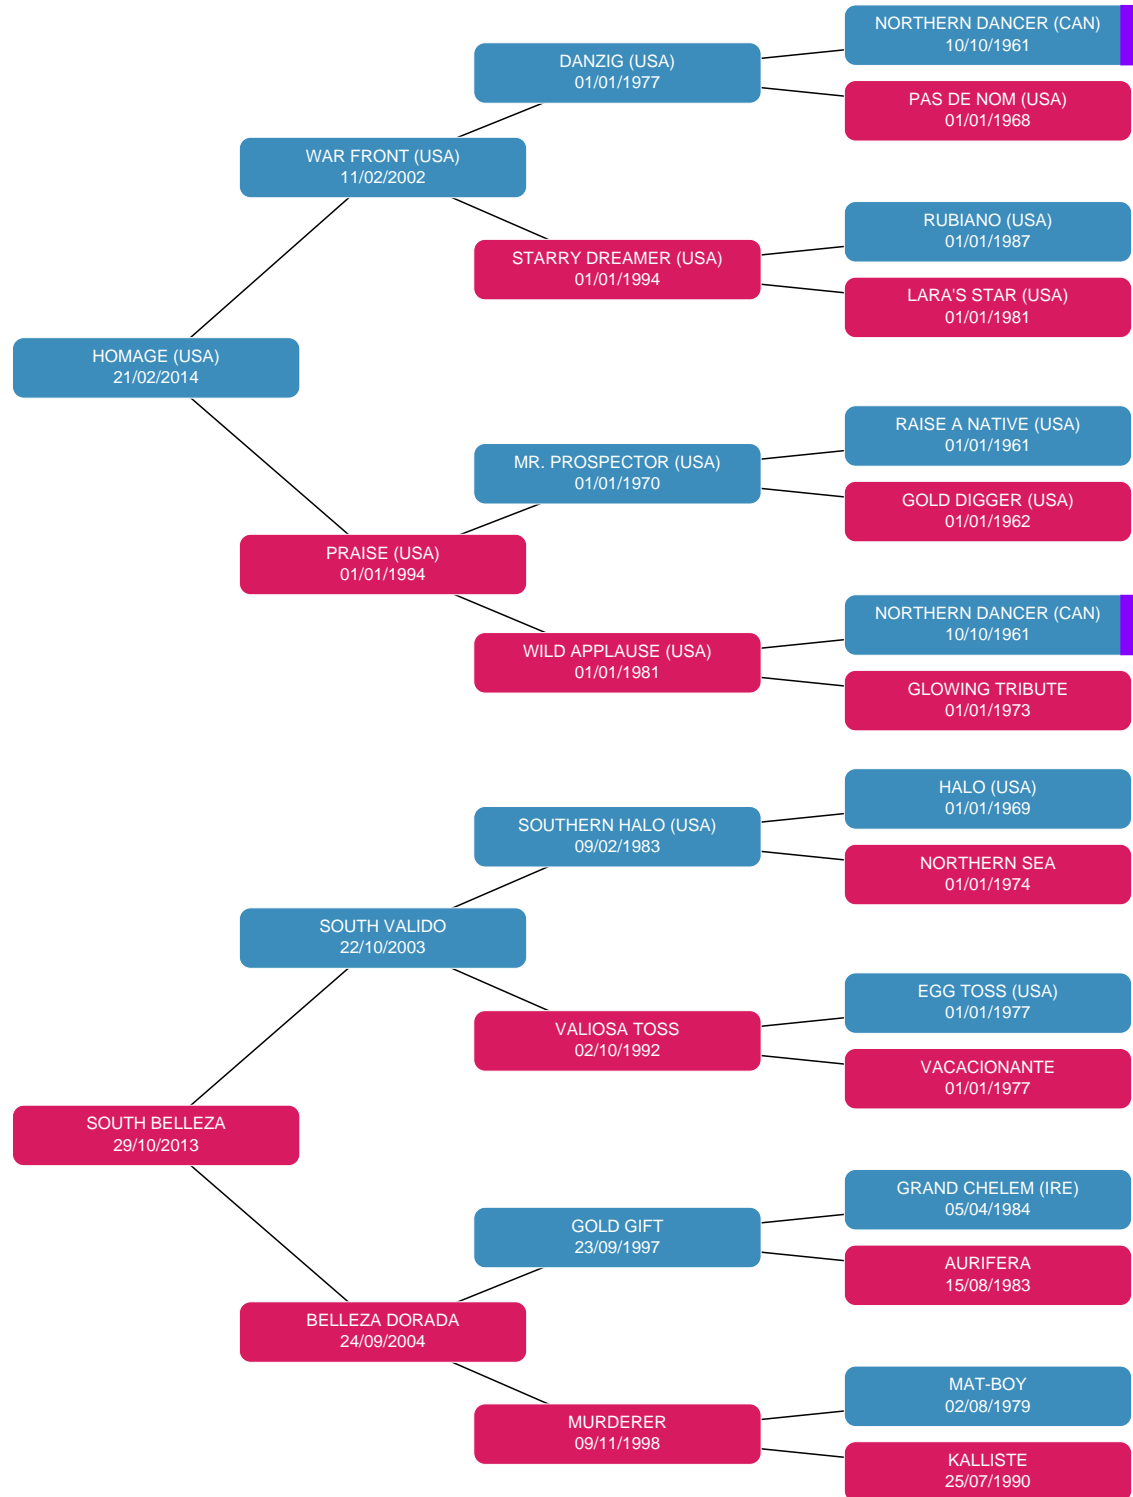 NORTHERN DANCER (CAN)
10/10/1961
DANZIG (USA)
01/01/1977
PAS DE NOM (USA)
01/01/1968
WAR FRONT (USA)
11/02/2002
RUBIANO (USA)
01/01/1987
STARRY DREAMER (USA)
01/01/1994
LARA'S STAR (USA)
01/01/1981
HOMAGE (USA)
21/02/2014
RAISE A NATIVE (USA)
01/01/1961
MR. PROSPECTOR (USA)
01/01/1970
GOLD DIGGER (USA)
01/01/1962
PRAISE (USA)
01/01/1994
NORTHERN DANCER (CAN)
10/10/1961
WILD APPLAUSE (USA)
01/01/1981
GLOWING TRIBUTE
01/01/1973
HALO (USA)
01/01/1969
SOUTHERN HALO (USA)
09/02/1983
NORTHERN SEA
01/01/1974
SOUTH VALIDO
22/10/2003
EGG TOSS (USA)
01/01/1977
VALIOSA TOSS
02/10/1992
VACACIONANTE
01/01/1977
SOUTH BELLEZA
29/10/2013
GRAND CHELEM (IRE)
05/04/1984
GOLD GIFT
23/09/1997
AURIFERA
15/08/1983
BELLEZA DORADA
24/09/2004
MAT-BOY
02/08/1979
MURDERER
09/11/1998
KALLISTE
25/07/1990